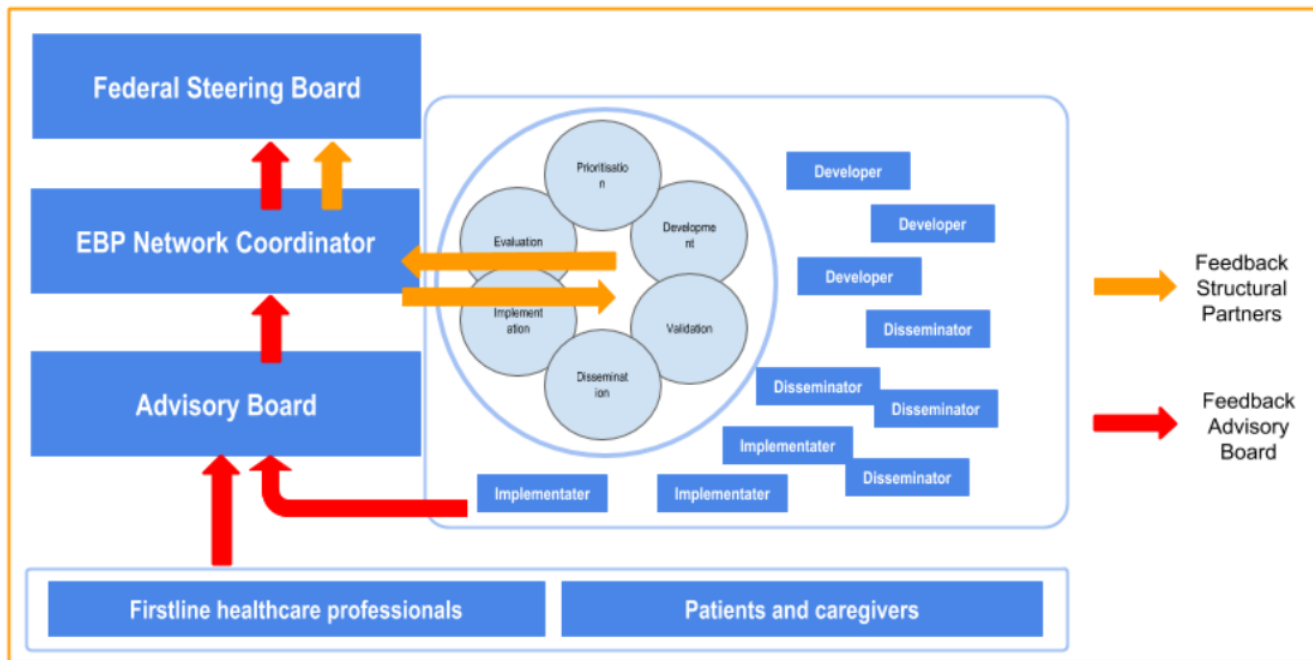 Federal Steering Board
EBP Network Coordinator
Advisory Board
Prioritisatio
n
Evaluation
Developme
nt
Implement
ation
Validation
Disseminat
ion
Developer
Developer
Developer
Disseminator
Disseminator
Disseminator
Implementater
Disseminator
Implementater
Implementater
Feedback
Structural
Partners
Feedback
Advisory
Board
Firstline healthcare professionals
Patients and caregivers